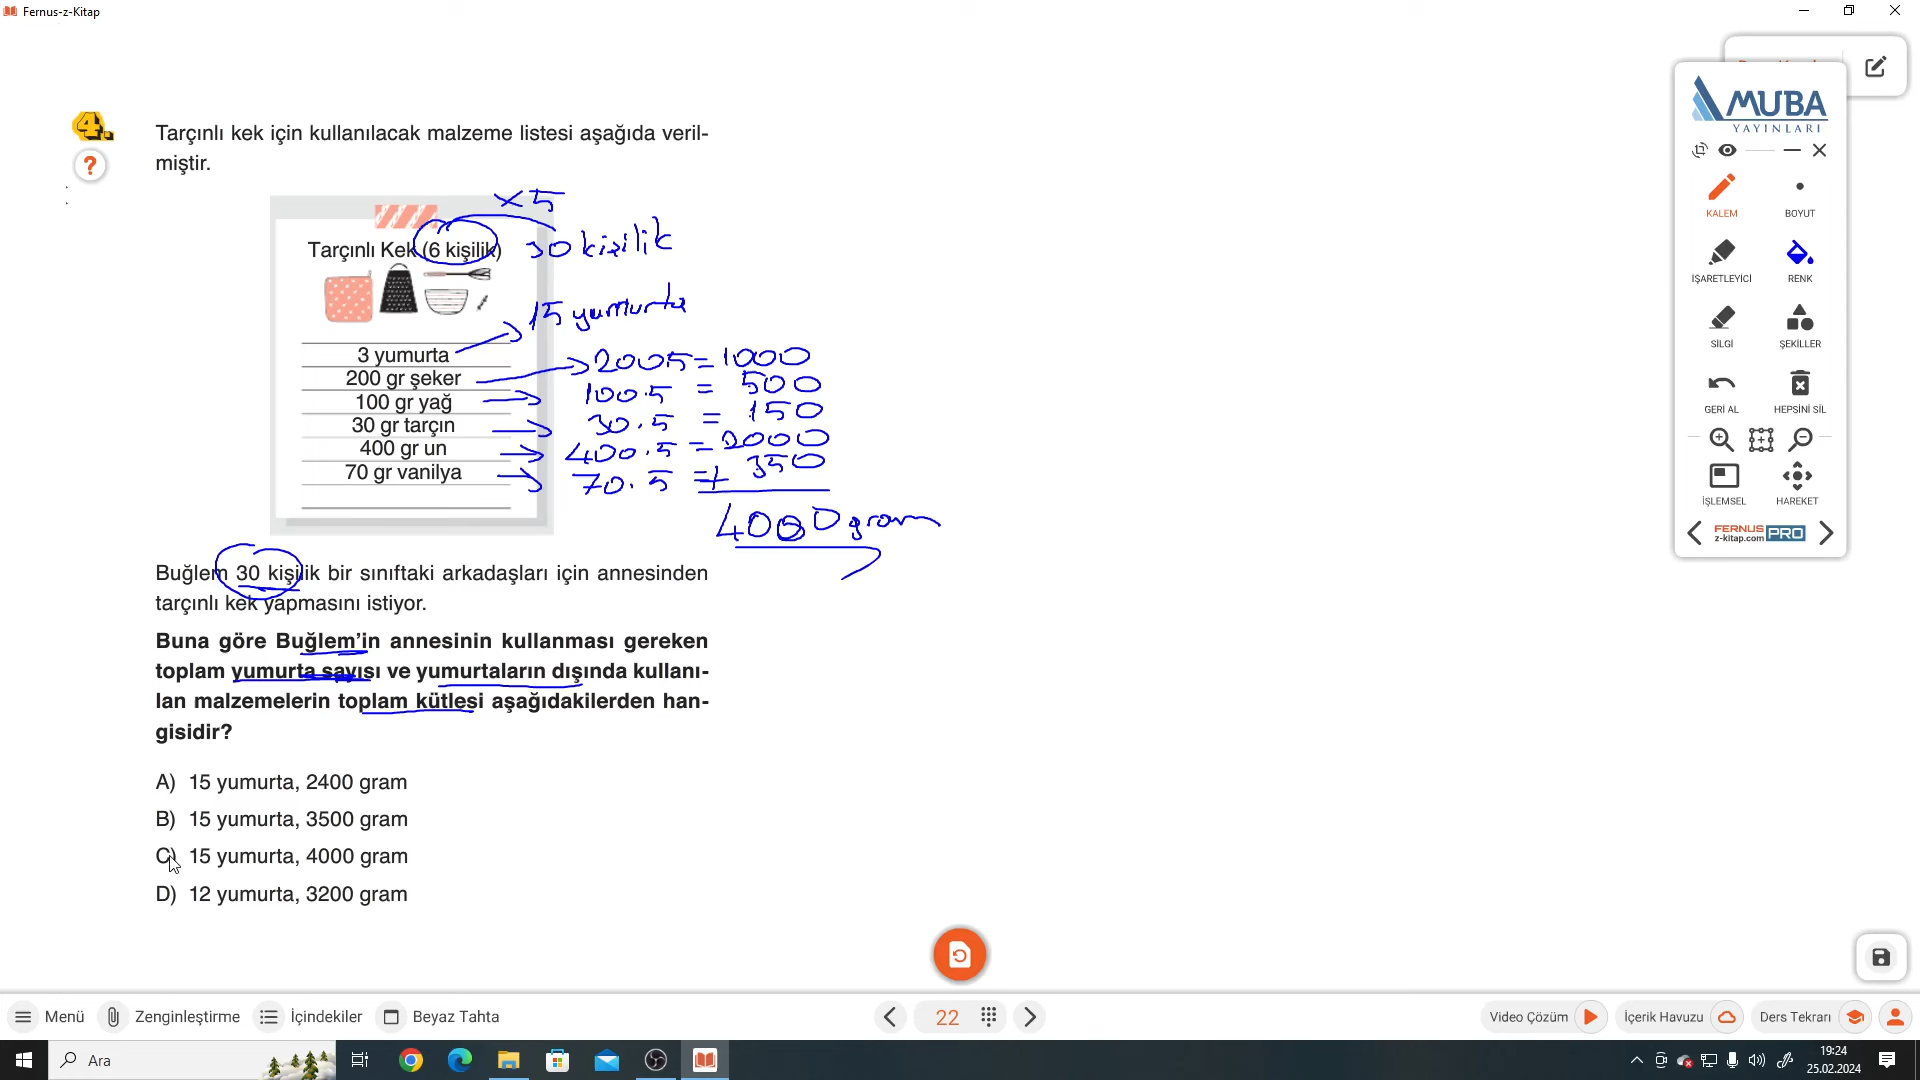 Fernus-z-Kitap
4.
?
Tarçınlı kek için kullanılacak malzeme listesi aşağıda veril-
miştir.
×5
Tarçınlı Kek (6 kişilik)
30 kişilik
15 yumurta
3 yumurta
200 gr şeker
200.5 = 1000
100 gr yağ
100.5 = 500
30 gr tarçın
30.5 = 150
400 gr un
400.5 = 2000
70 gr vanilya
70.5 = + 350
4000 gram
Buğlem 30 kişilik bir sınıftaki arkadaşları için annesinden
tarçınlı kek yapmasını istiyor.
Buna göre Buğlem'in annesinin kullanması gereken
toplam yumurta sayısı ve yumurtaların dışında kullanı-
lan malzemelerin toplam kütlesi aşağıdakilerden han-
gisidir?
A) 15 yumurta, 2400 gram
B) 15 yumurta, 3500 gram
C) 15 yumurta, 4000 gram
D) 12 yumurta, 3200 gram
MUBA
YAYINLARI
KALEM BOYUT
İŞARETLEYİCİ RENK
SİLGİ ŞEKİLLER
GERİ AL HEPSİNİ SİL
İŞLEMSEL HAREKET
FERNUS
z-kitap.com PRO
Menü Zenginleştirme İçindekiler Beyaz Tahta 22 Video Çözüm İçerik Havuzu Ders Tekrarı
Ara
19:24
25.02.2024